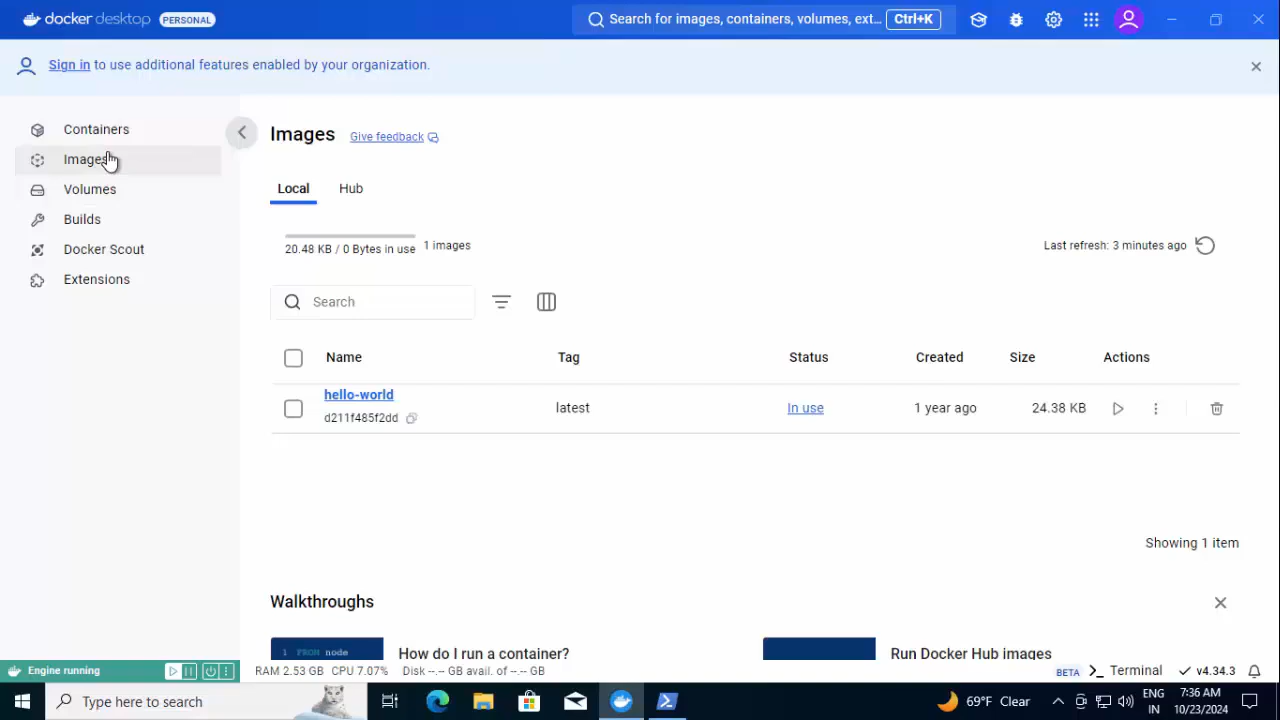 docker desktop PERSONAL
Search for images, containers, volumes, ext... Ctrl+K
Sign in to use additional features enabled by your organization.
Containers
Images
Volumes
Builds
Docker Scout
Extensions
Images Give feedback
Local Hub
20.48 KB / 0 Bytes in use 1 images
Last refresh: 3 minutes ago
Search
Name Tag Status Created Size Actions
hello-world
d211f485f2dd
latest In use 1 year ago 24.38 KB
Showing 1 item
Walkthroughs
1 FROM node
How do I run a container?
Run Docker Hub images
Engine running
RAM 2.53 GB CPU 7.07% Disk --.-- GB avail. of --.-- GB
BETA >_ Terminal v4.34.3
Type here to search
69°F Clear
ENG
IN
7:36 AM
10/23/2024